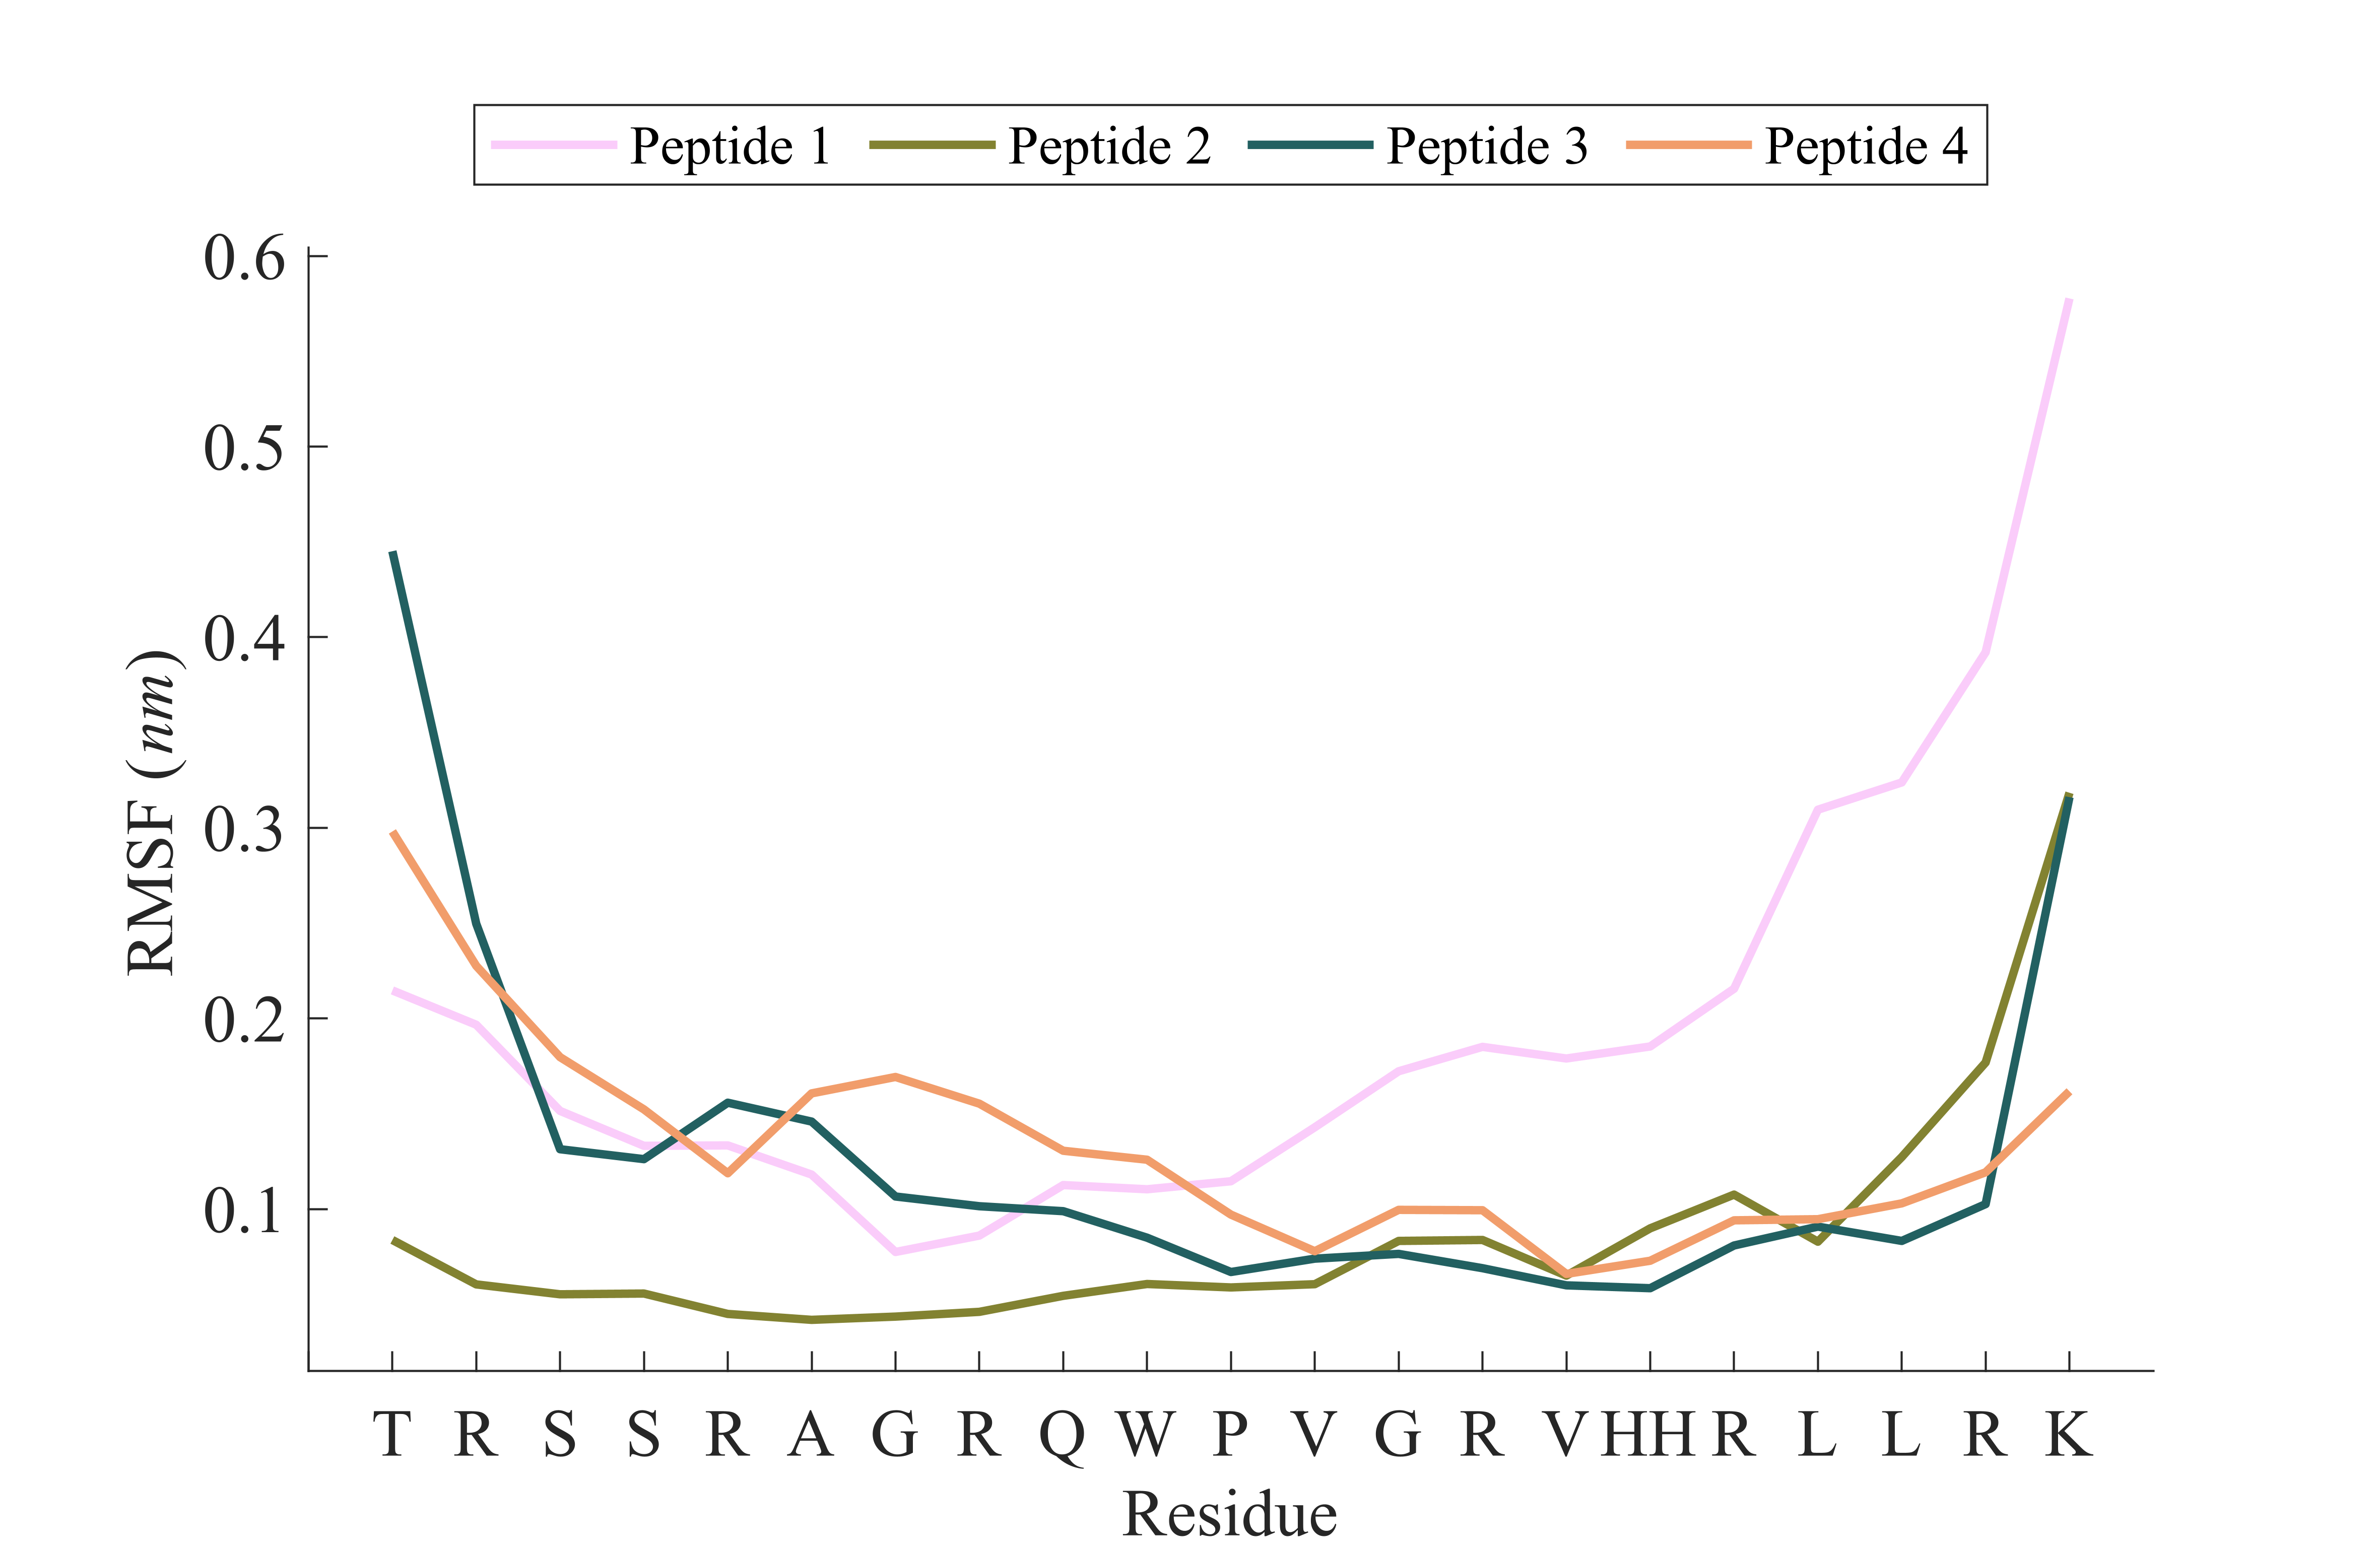 Peptide 1 Peptide 2 Peptide 3 Peptide 4
0.6
0.5
0.4
0.3
0.2
0.1
RMSF (nm)
T R S S R A G R Q W P V G R V HHH R L L R K
Residue